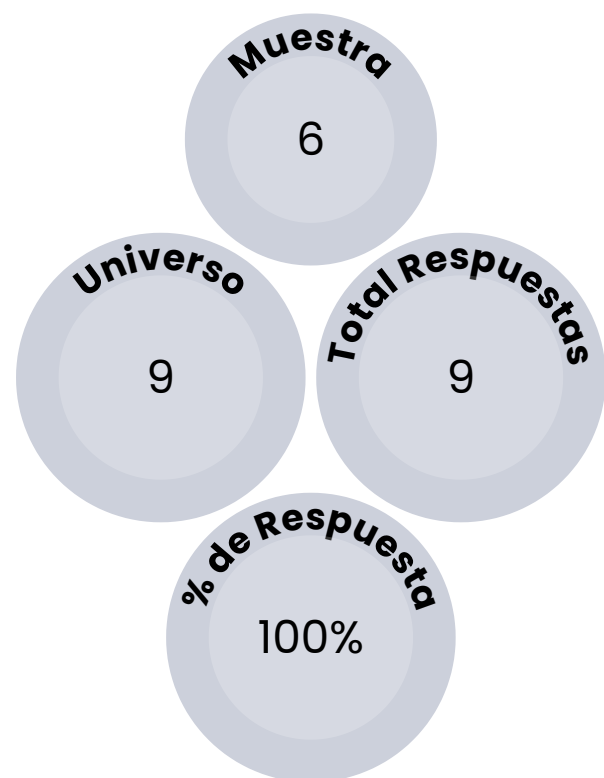 Muestra
6
Universo
9
Total Respuestas
9
% de Respuesta
100%